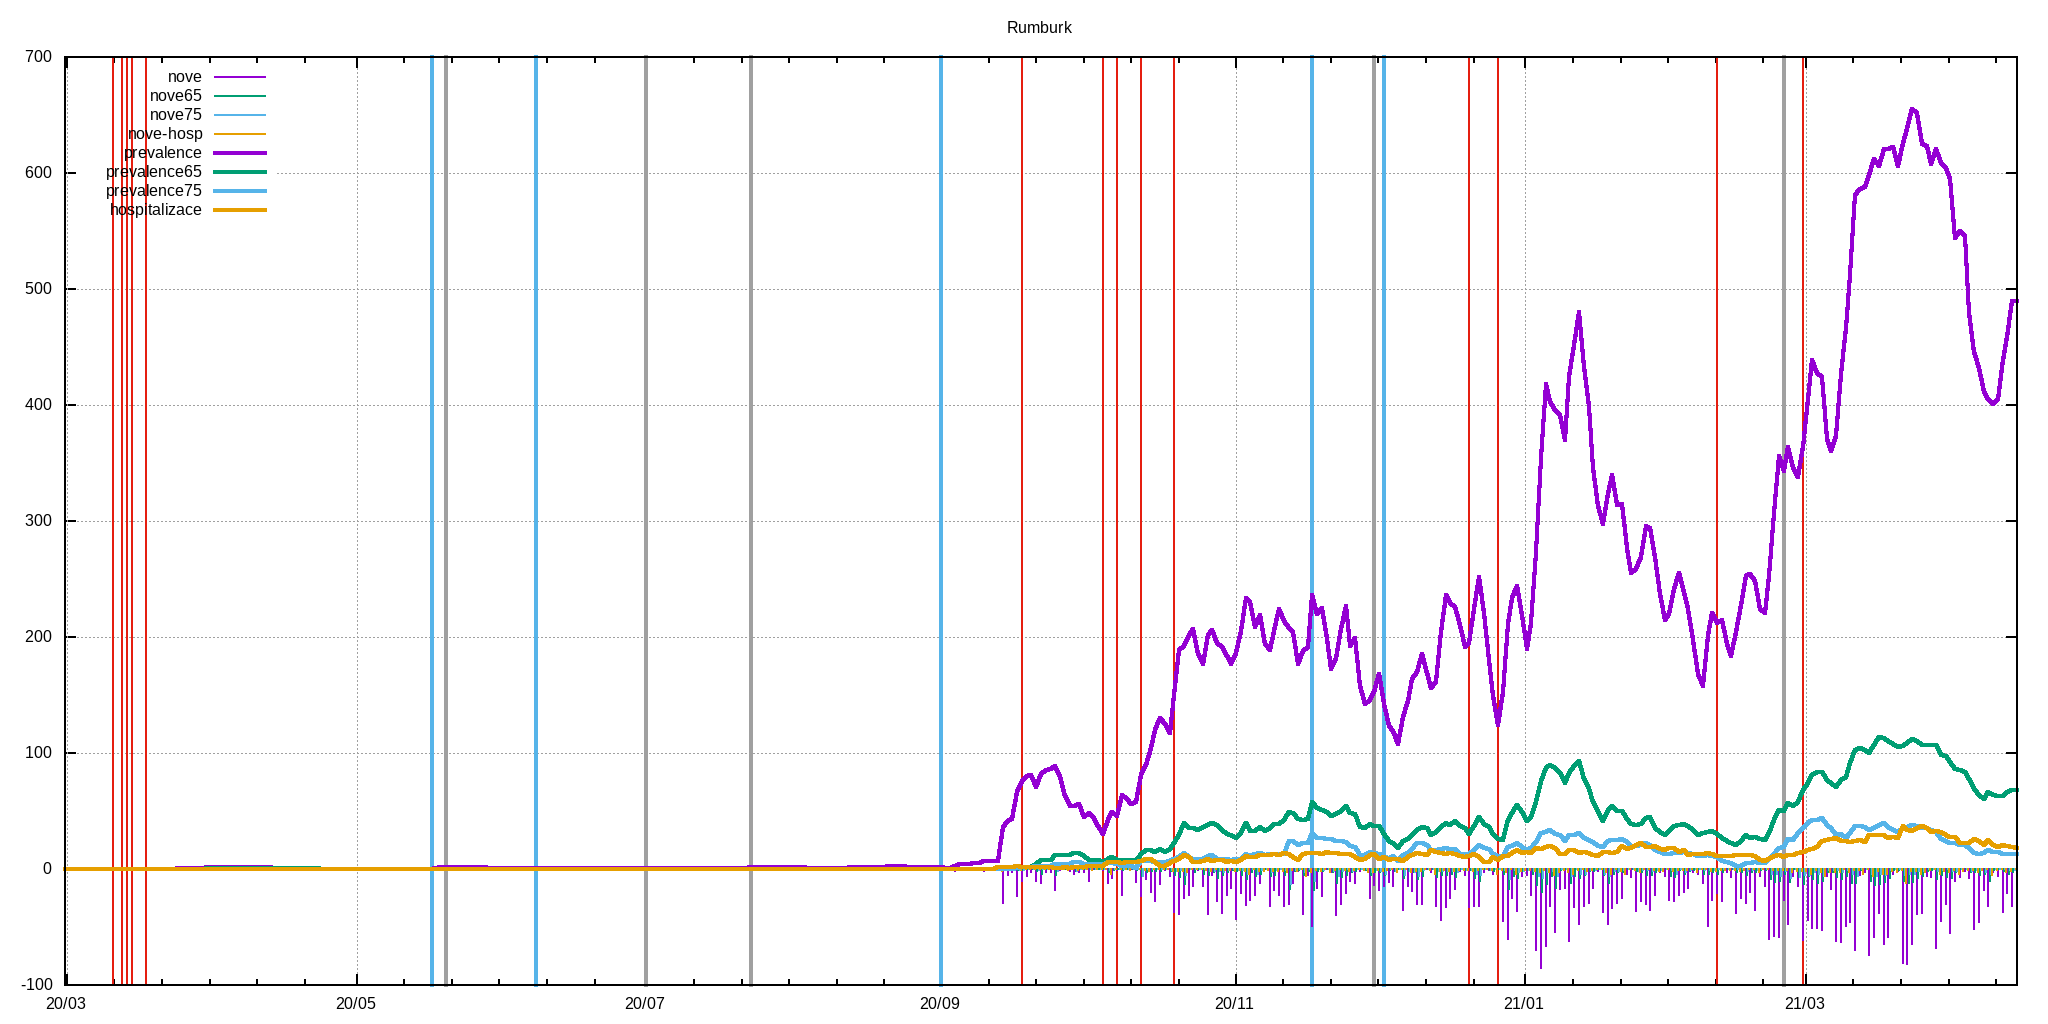 Rumburk
700
600
500
400
300
200
100
0
-100
nove
nove65
nove75
nove-hosp
prevalence
prevalence65
prevalence75
hospitalizace
20/03 20/05 20/07 20/09 20/11 21/01 21/03